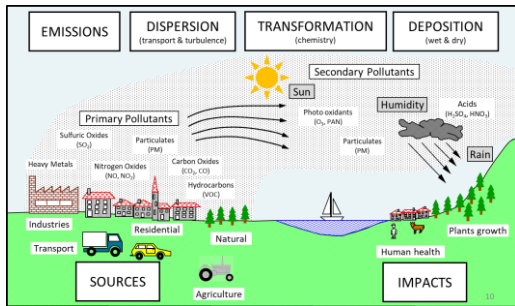 EMISSIONS
DISPERSION
(transport & turbulence)
TRANSFORMATION
(chemistry)
DEPOSITION
(wet & dry)
Secondary Pollutants
Sun
Primary Pollutants
Photo oxidants
(O₃, PAN)
Humidity
Acids
(H₂SO₄, HNO₃)
Sulfuric Oxides
(SO₂)
Particulates
(PM)
Particulates
(PM)
Rain
Heavy Metals
Nitrogen Oxides
(NO, NO₂)
Carbon Oxides
(CO₂, CO)
Hydrocarbons
(VOC)
Industries
Residential
Natural
Plants growth
Transport
Human health
SOURCES
Agriculture
IMPACTS
10